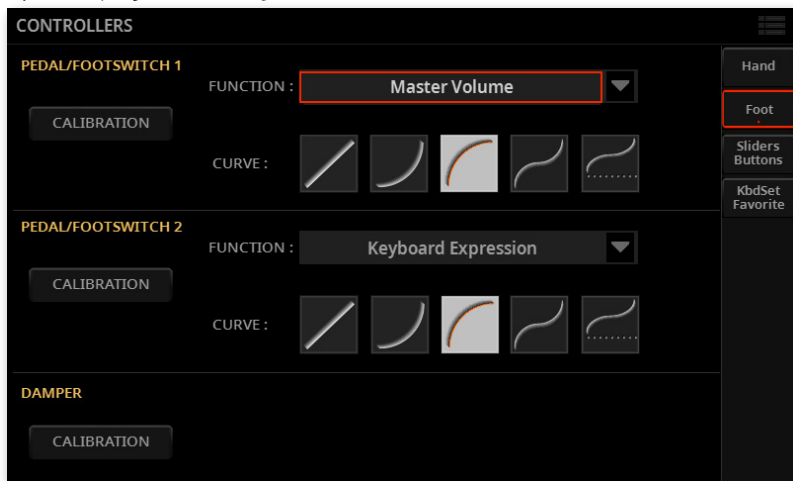 CONTROLLERS
PEDAL/FOOTSWITCH 1
FUNCTION :
Master Volume
CALIBRATION
CURVE :
PEDAL/FOOTSWITCH 2
FUNCTION :
Keyboard Expression
CALIBRATION
CURVE :
DAMPER
CALIBRATION
Hand
Foot
Sliders
Buttons
KbdSet
Favorite